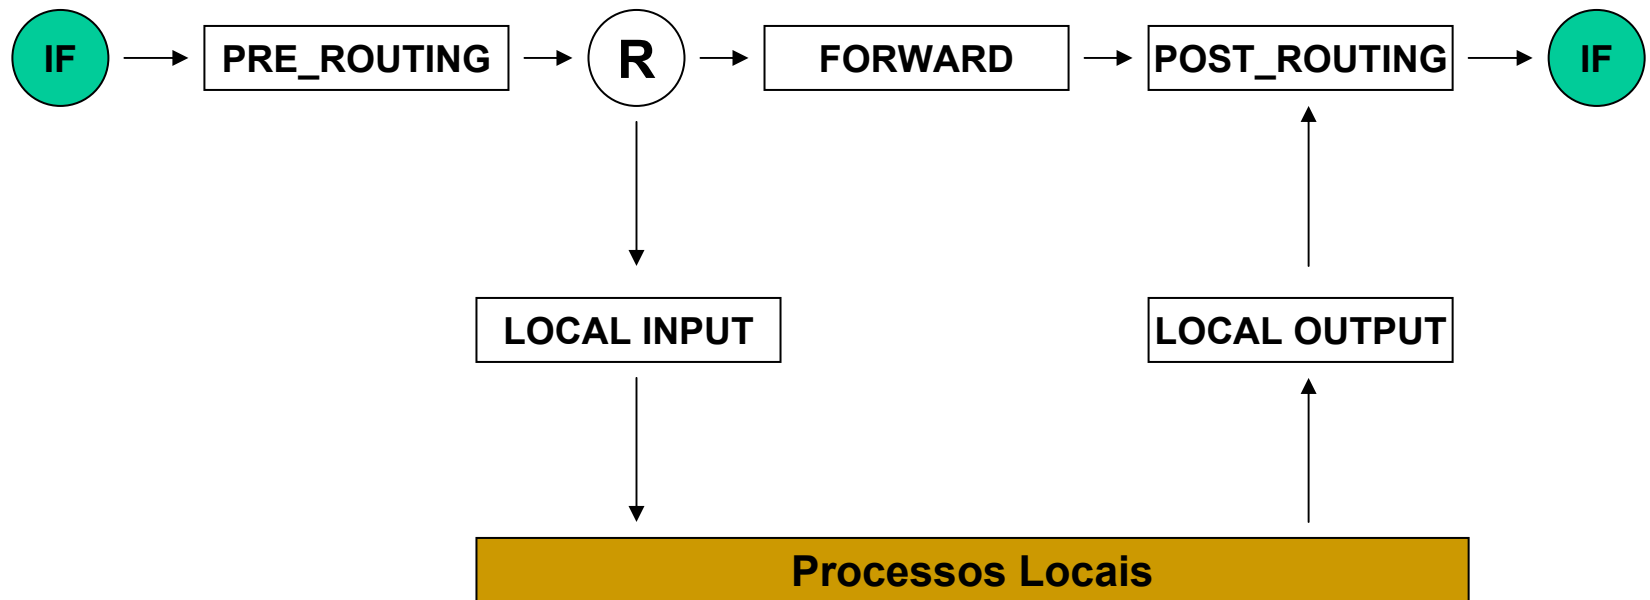 IF
PRE_ROUTING
R
FORWARD
POST_ROUTING
IF
LOCAL INPUT
LOCAL OUTPUT
Processos Locais